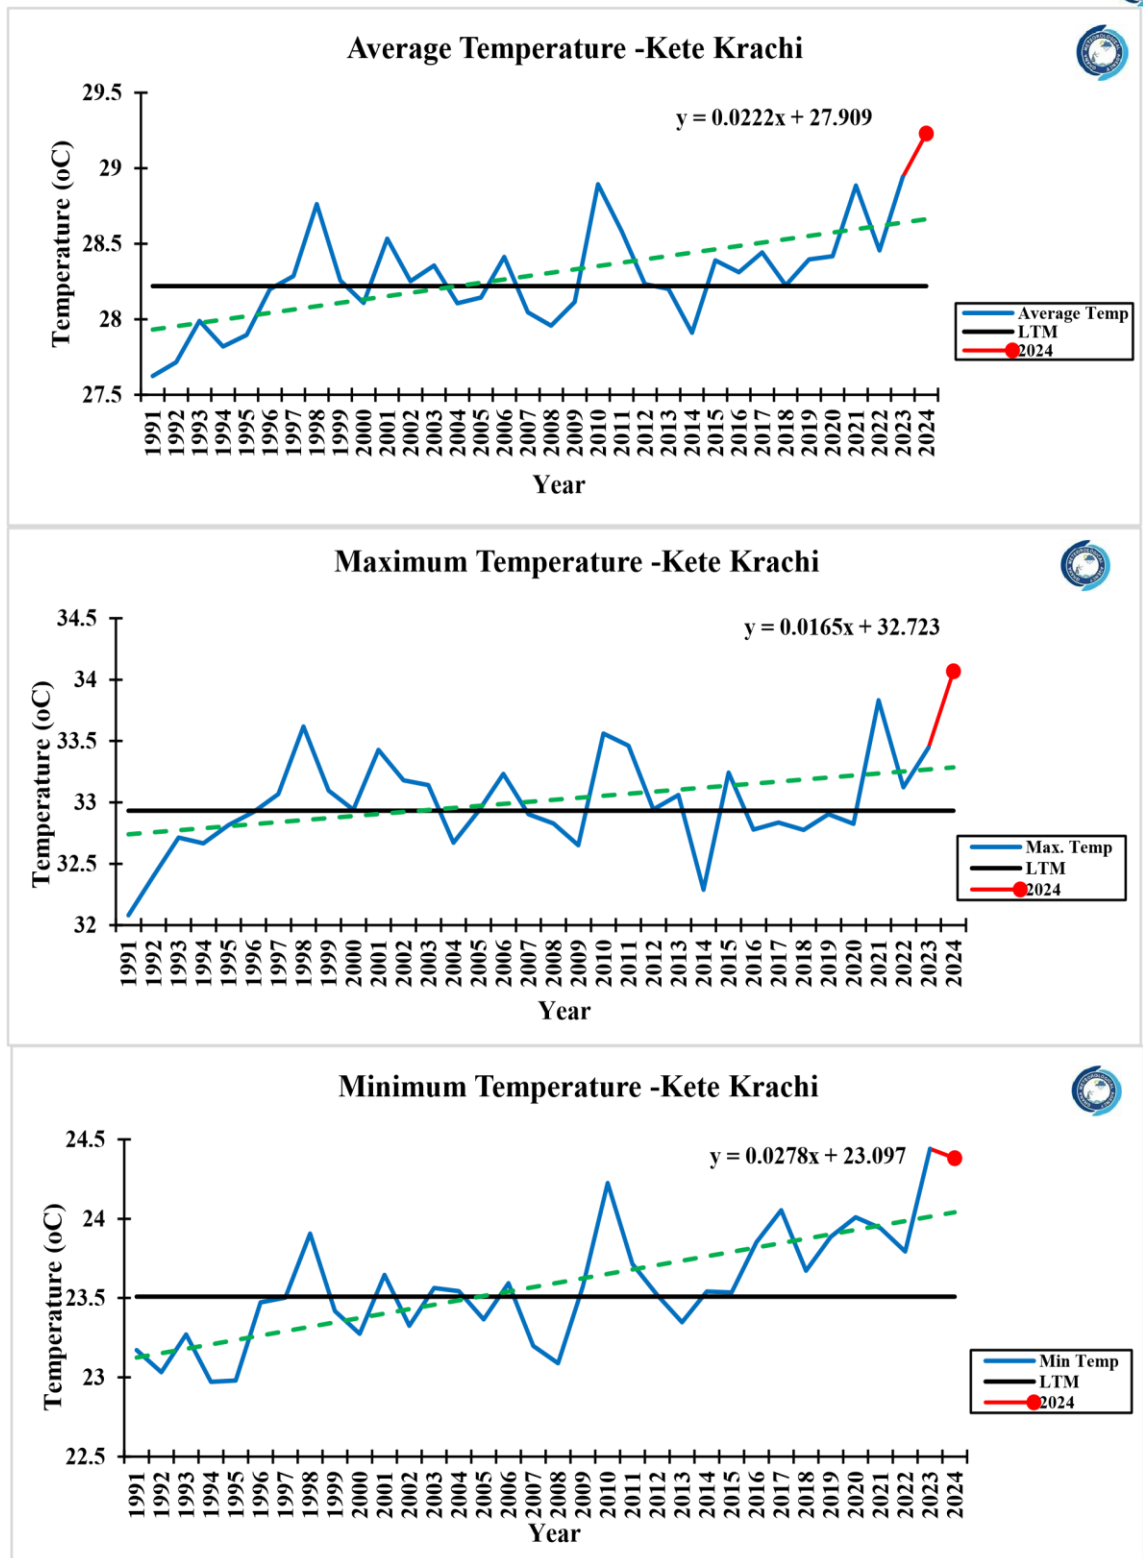 Average Temperature -Kete Krachi
y = 0.0222x + 27.909
Temperature (oC)
29.5
29
28.5
28
27.5
1991 1992 1993 1994 1995 1996 1997 1998 1999 2000 2001 2002 2003 2004 2005 2006 2007 2008 2009 2010 2011 2012 2013 2014 2015 2016 2017 2018 2019 2020 2021 2022 2023 2024
Year
Average Temp
LTM
2024
Maximum Temperature -Kete Krachi
y = 0.0165x + 32.723
Temperature (oC)
34.5
34
33.5
33
32.5
32
1991 1992 1993 1994 1995 1996 1997 1998 1999 2000 2001 2002 2003 2004 2005 2006 2007 2008 2009 2010 2011 2012 2013 2014 2015 2016 2017 2018 2019 2020 2021 2022 2023 2024
Year
Max. Temp
LTM
2024
Minimum Temperature -Kete Krachi
y = 0.0278x + 23.097
Temperature (oC)
24.5
24
23.5
23
22.5
1991 1992 1993 1994 1995 1996 1997 1998 1999 2000 2001 2002 2003 2004 2005 2006 2007 2008 2009 2010 2011 2012 2013 2014 2015 2016 2017 2018 2019 2020 2021 2022 2023 2024
Year
Min Temp
LTM
2024